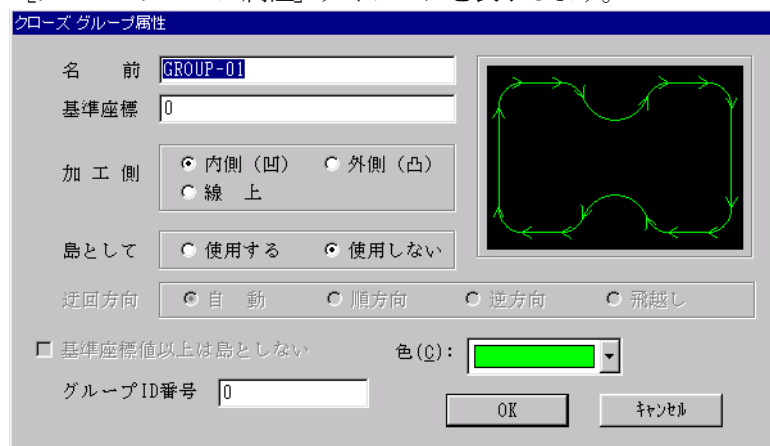 クローズ グループ属性
名　前 GROUP-01
基準座標 0
加 工 側 内側（凹） 外側（凸）
線　上
島として 使用する 使用しない
迂回方向 自　動 順方向 逆方向 飛越し
基準座標値以上は島としない 色(C):
グループID番号 0
OK キャンセル